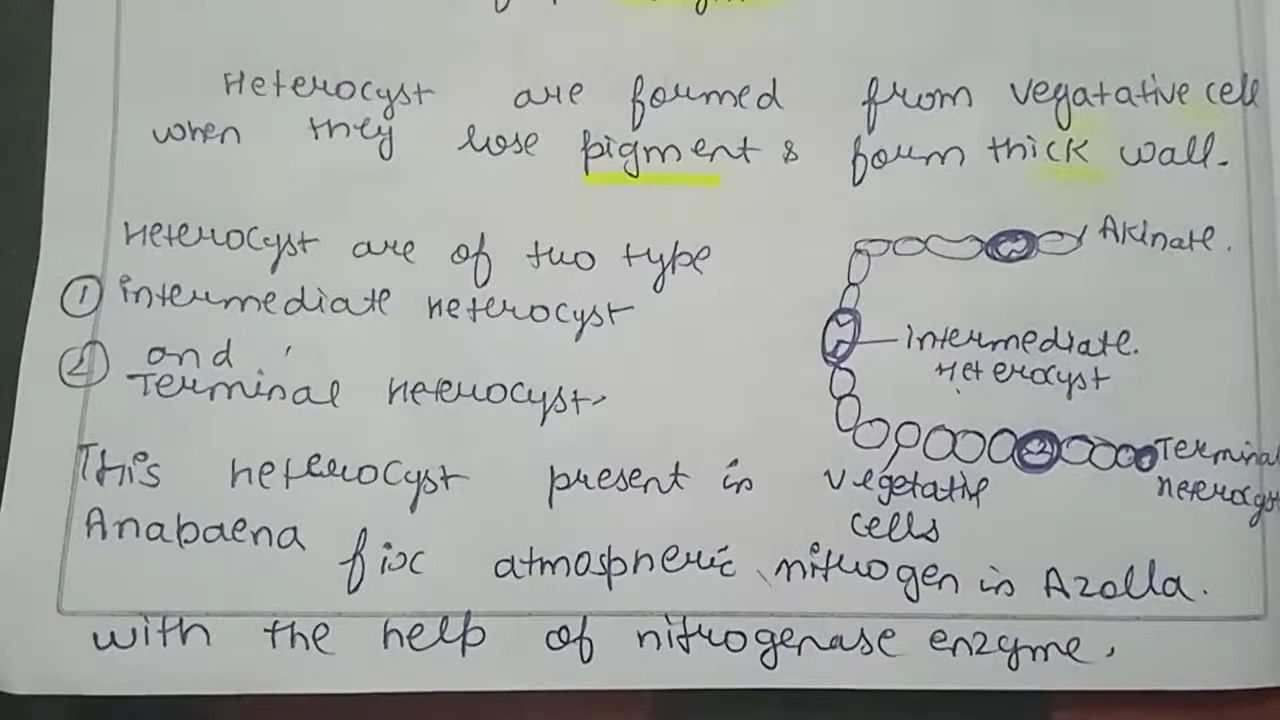 Heterocyst are formed from vegatative cell
when they lose pigment & form thick wall.
Heterocyst are of two type
① intermediate heterocyst
② and
Terminal heterocyst.
Akinate.
intermediate.
Heterocyst
Terminal
heterocyst
vegetative
cells
This heterocyst present in
Anabaena fix atmospheric nitrogen in Azolla.
with the help of nitrogenase enzyme.